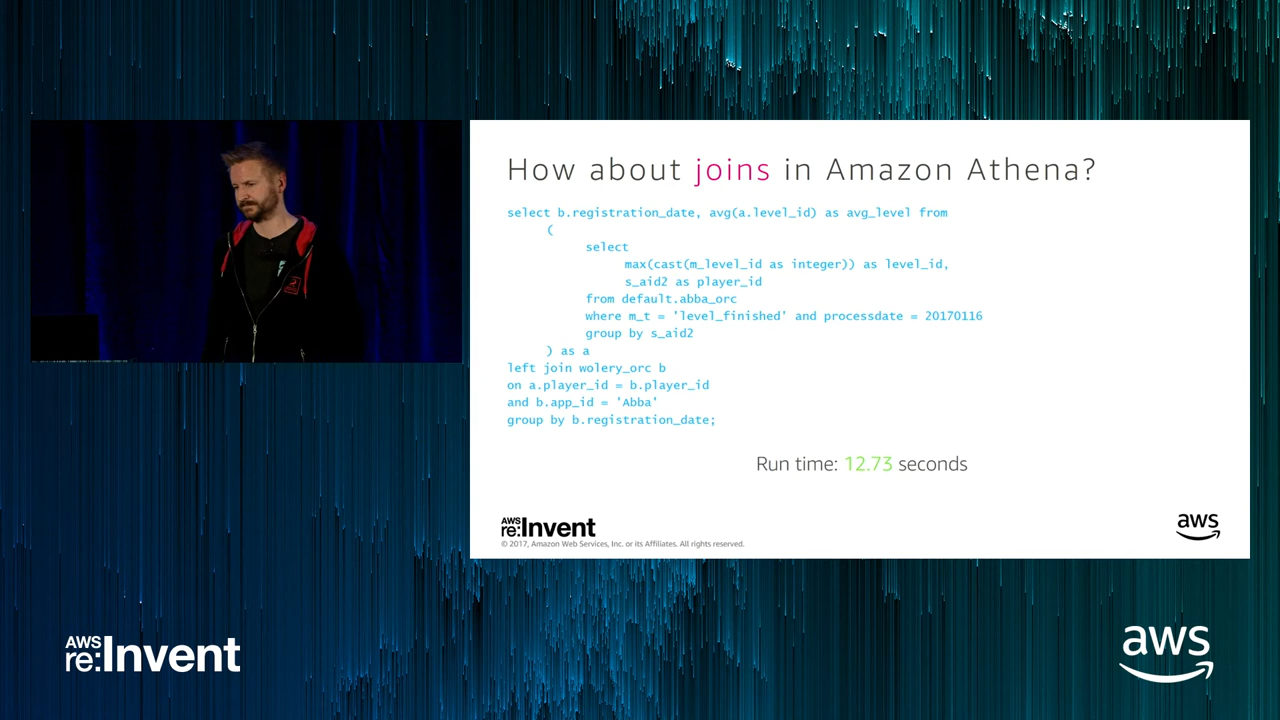 How about joins in Amazon Athena?
select b.registration_date, avg(a.level_id) as avg_level from
(
select
max(cast(m_level_id as integer)) as level_id,
s_aid2 as player_id
from default.abba_orc
where m_t = 'level_finished' and processdate = 20170116
group by s_aid2
) as a
left join wolery_orc b
on a.player_id = b.player_id
and b.app_id = 'Abba'
group by b.registration_date;
Run time: 12.73 seconds
AWS
re:Invent
© 2017, Amazon Web Services, Inc. or its Affiliates. All rights reserved.
aws
AWS
re:Invent
aws